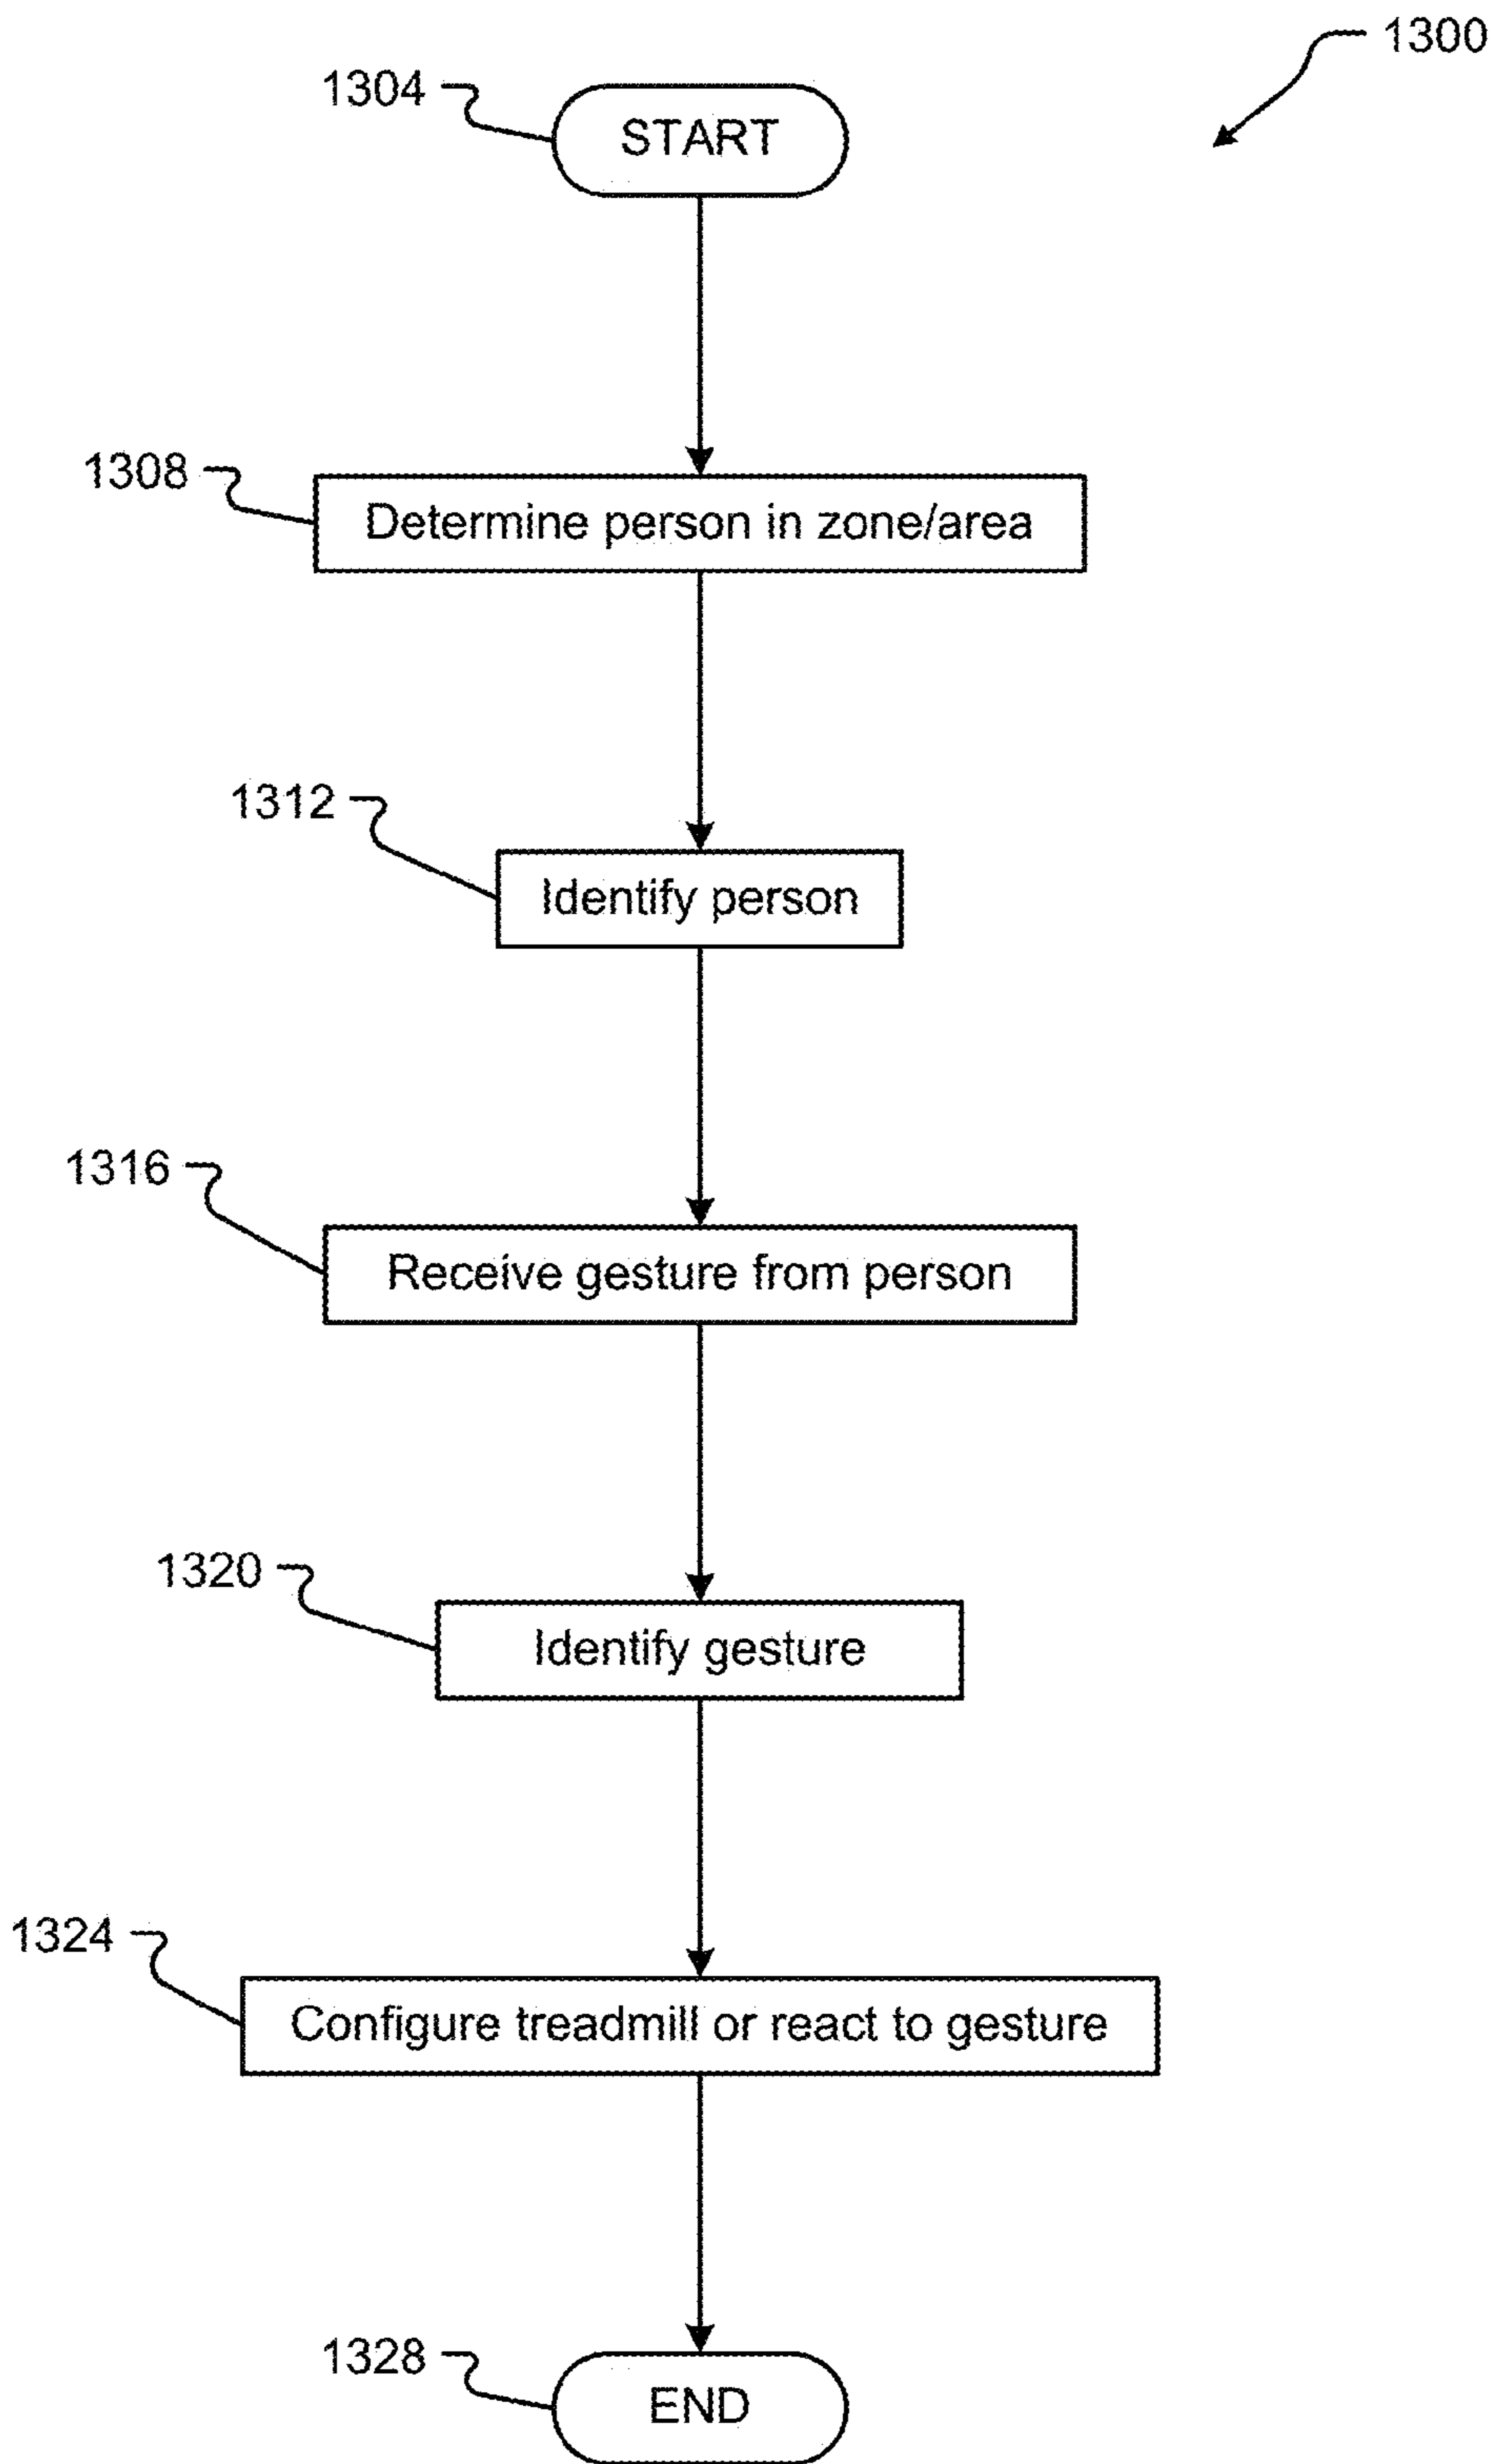 1300
1304
START
1308
Determine person in zone/area
1312
Identify person
1316
Receive gesture from person
1320
Identify gesture
1324
Configure treadmill or react to gesture
1328
END